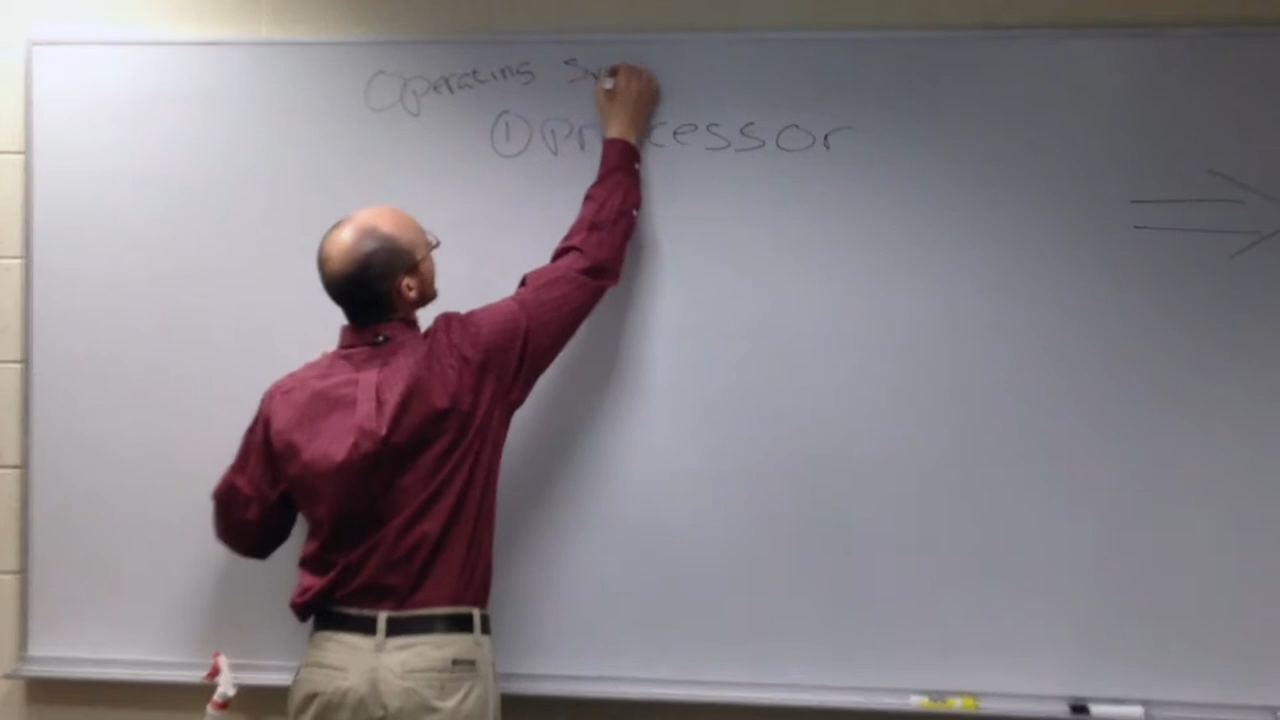 Operating Sy
① Processor